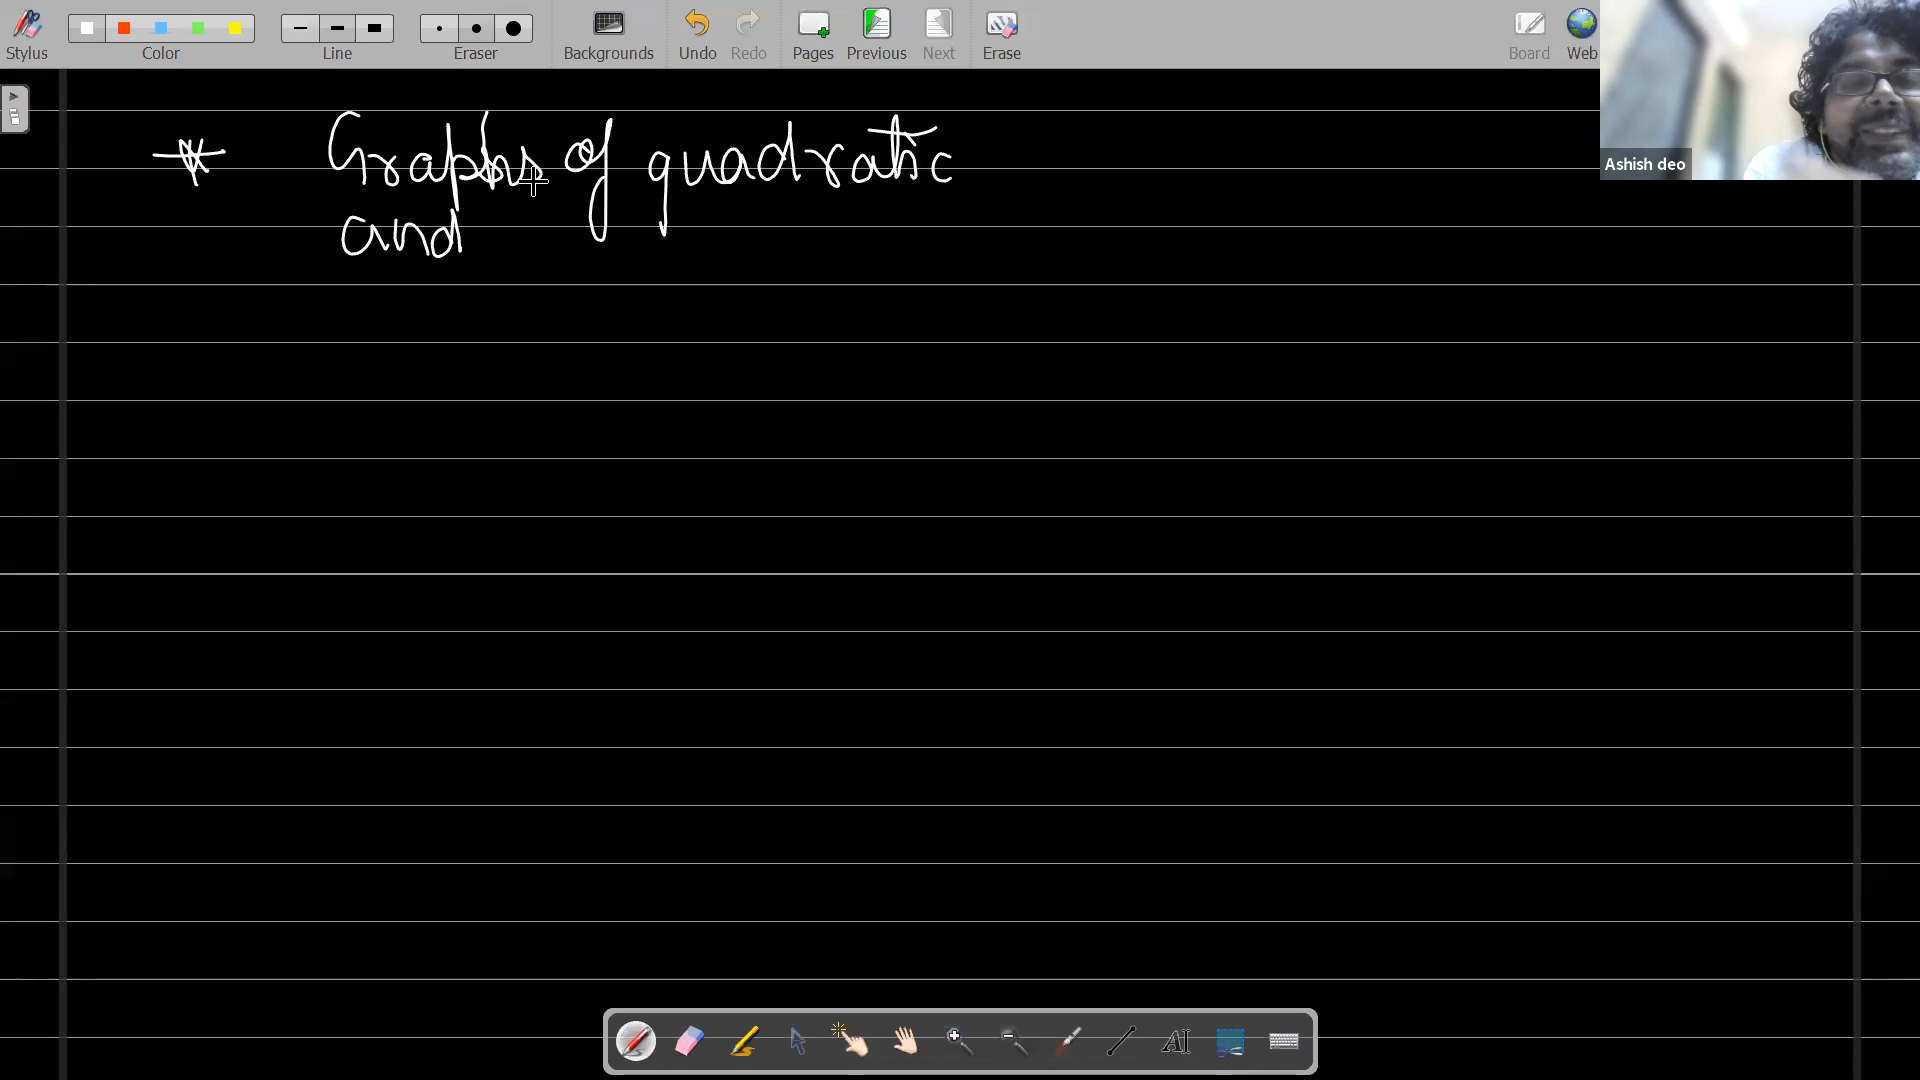 Stylus Color Line Eraser Backgrounds Undo Redo Pages Previous Next Erase Board Web
Ashish deo
* Graphs of quadratic
and
AI